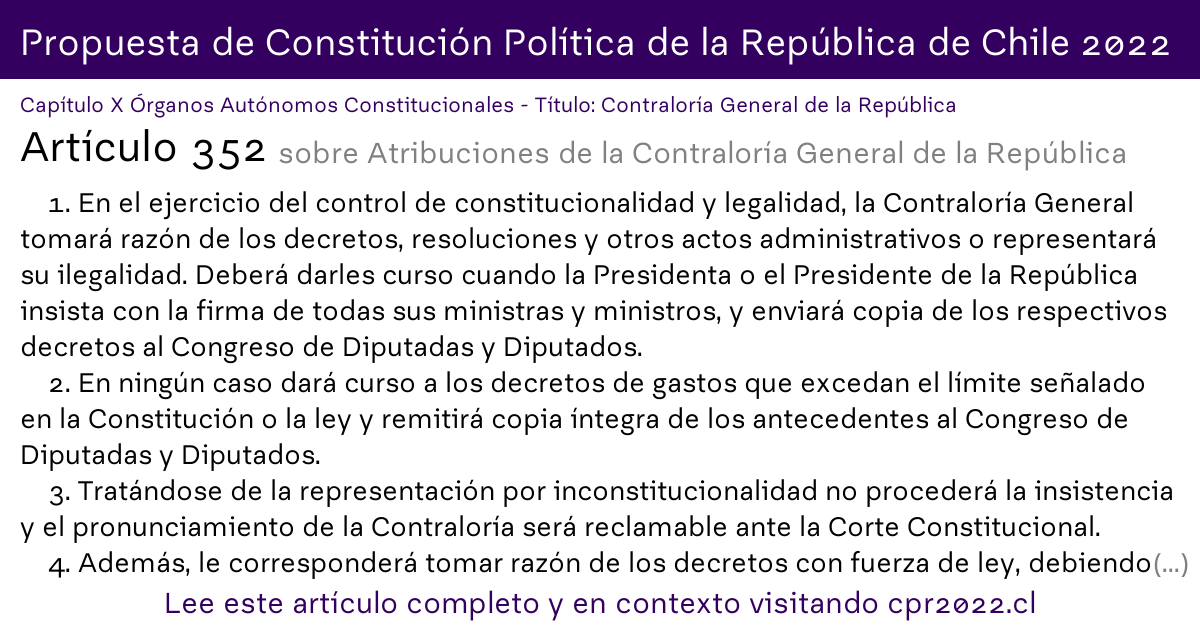 Propuesta de Constitución Política de la República de Chile 2022
Capítulo X Órganos Autónomos Constitucionales - Título: Contraloría General de la República
Artículo 352 sobre Atribuciones de la Contraloría General de la República
1. En el ejercicio del control de constitucionalidad y legalidad, la Contraloría General
tomará razón de los decretos, resoluciones y otros actos administrativos o representará
su ilegalidad. Deberá darles curso cuando la Presidenta o el Presidente de la República
insista con la firma de todas sus ministras y ministros, y enviará copia de los respectivos
decretos al Congreso de Diputadas y Diputados.
2. En ningún caso dará curso a los decretos de gastos que excedan el límite señalado
en la Constitución o la ley y remitirá copia íntegra de los antecedentes al Congreso de
Diputadas y Diputados.
3. Tratándose de la representación por inconstitucionalidad no procederá la insistencia
y el pronunciamiento de la Contraloría será reclamable ante la Corte Constitucional.
4. Además, le corresponderá tomar razón de los decretos con fuerza de ley, debiendo(...)
Lee este artículo completo y en contexto visitando cpr2022.cl